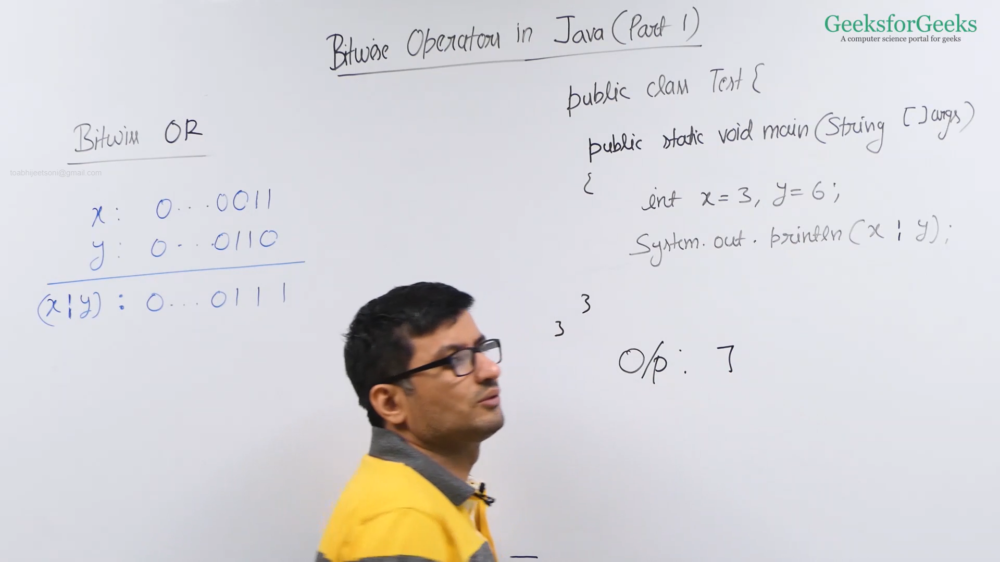 GeeksforGeeks
A computer science portal for geeks
Bitwise Operators in Java (Part 1)
Bitwise OR
toabhijeetsoni@gmail.com
x: 0...0011
y: 0...0110
(x|y) : 0...0111
public class Test {
public static void main (String [] args)
{
int x = 3, y = 6;
System.out.println(x | y);
}
}
O/p : 7